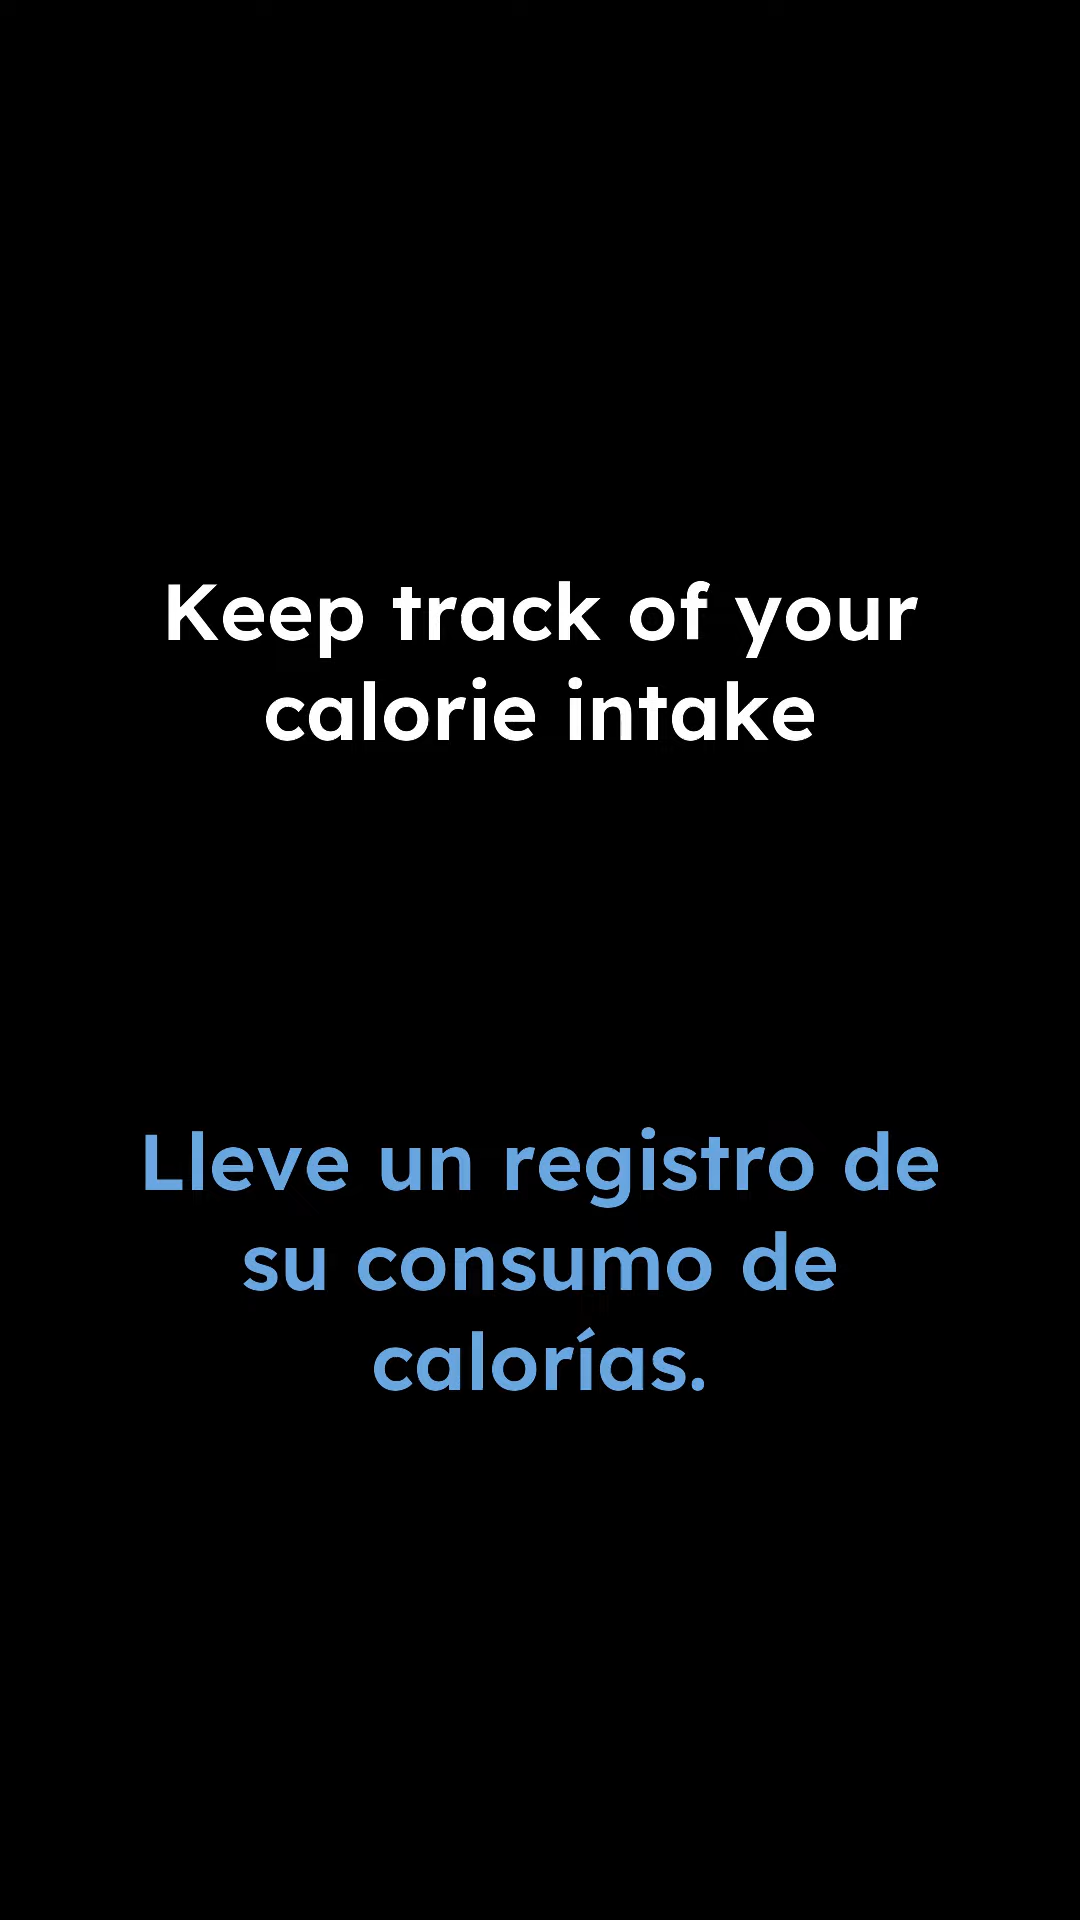 Keep track of your
calorie intake
Lleve un registro de
su consumo de
calorías.